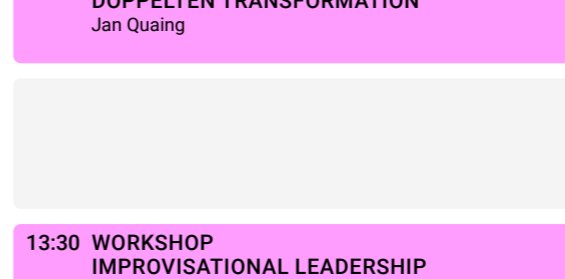 DOPPELTEN TRANSFORMATION
Jan Quaing
13:30 WORKSHOP
IMPROVISATIONAL LEADERSHIP